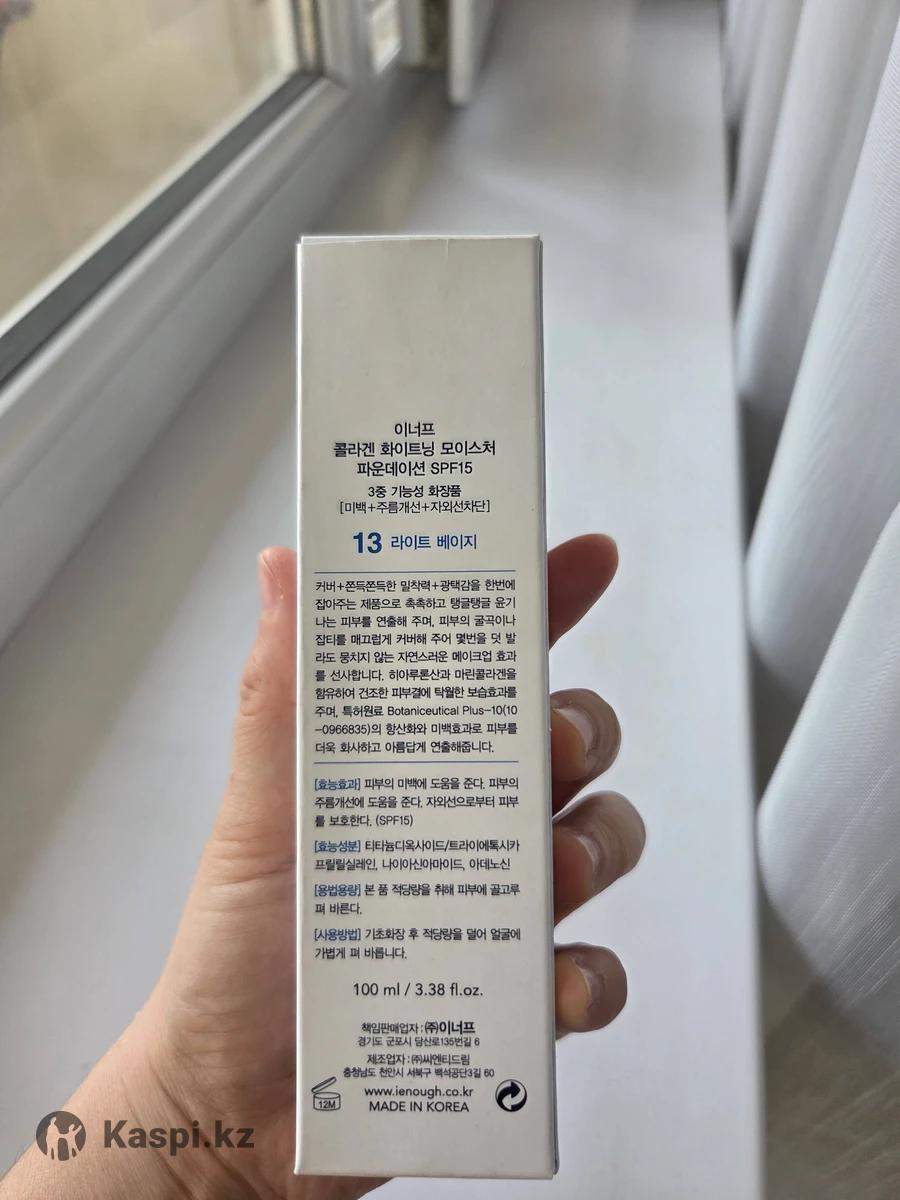 이너프
콜라겐 화이트닝 모이스처
파운데이션 SPF15
3중 기능성 화장품
[미백+주름개선+자외선차단]
13 라이트 베이지
커버+쫀득쫀득한 밀착력+광택감을 한번에
잡아주는 제품으로 촉촉하고 탱글탱글 윤기
나는 피부를 연출해 주며, 피부의 굴곡이나
잡티를 매끄럽게 커버해 주어 몇번을 덧 발
라도 뭉치지 않는 자연스러운 메이크업 효과
를 선사합니다. 히아루론산과 마린콜라겐을
함유하여 건조한 피부결에 탁월한 보습효과를
주며, 특허원료 Botaniceutical Plus-10(10
-0966835)의 항산화와 미백효과로 피부를
더욱 화사하고 아름답게 연출해줍니다.
[효능효과] 피부의 미백에 도움을 준다. 피부의
주름개선에 도움을 준다. 자외선으로부터 피부
를 보호한다. (SPF15)
[효능성분] 티타늄디옥사이드/트라이에톡시카
프릴릴실레인, 나이아신아마이드, 아데노신
[용법용량] 본 품 적당량을 취해 피부에 골고루
펴 바른다.
[사용방법] 기초화장 후 적당량을 덜어 얼굴에
가볍게 펴 바릅니다.
100 ml / 3.38 fl.oz.
책임판매업자 : ㈜이너프
경기도 군포시 당산로135번길 6
제조업자 : ㈜씨엔티드림
충청남도 천안시 서북구 백석공단3길 60
12M
www.ienough.co.kr
MADE IN KOREA
Kaspi.kz